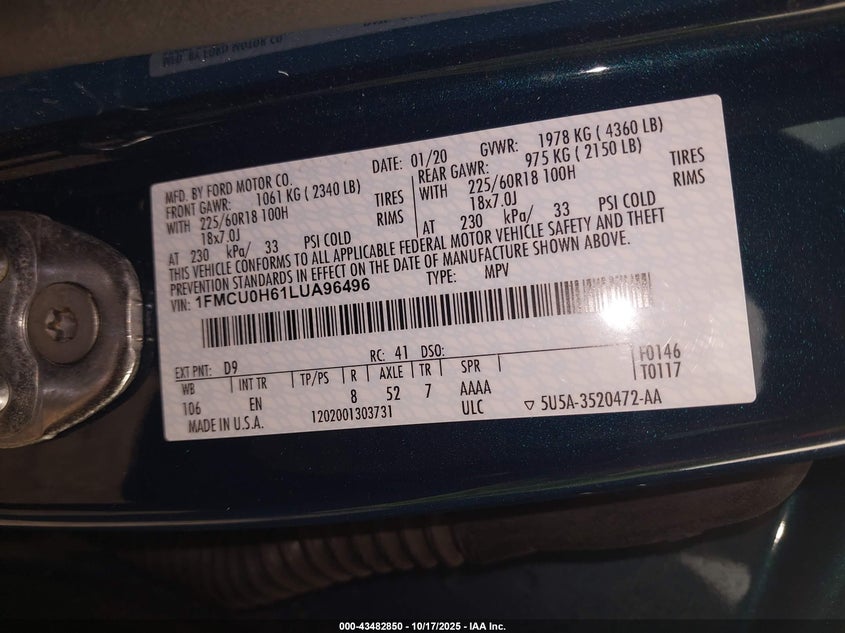 MFD. BY FORD MOTOR CO
MFD. BY FORD MOTOR CO. DATE: 01/20 GVWR: 1978 KG ( 4360 LB)
FRONT GAWR: 1061 KG ( 2340 LB) REAR GAWR: 975 KG ( 2150 LB)
WITH 225/60R18 100H TIRES WITH 225/60R18 100H TIRES
18x7.0J RIMS 18x7.0J RIMS
AT 230 kPa/ 33 PSI COLD AT 230 kPa/ 33 PSI COLD
THIS VEHICLE CONFORMS TO ALL APPLICABLE FEDERAL MOTOR VEHICLE SAFETY AND THEFT
PREVENTION STANDARDS IN EFFECT ON THE DATE OF MANUFACTURE SHOWN ABOVE.
VIN: 1FMCU0H61LUA96496 TYPE: MPV
EXT PNT: D9 RC: 41 DSO: F0146
WB INT TR TP/PS R AXLE TR SPR T0117
106 EN 8 52 7 AAAA
MADE IN U.S.A. 1202001303731 ULC ▽ 5U5A-3520472-AA
000-43482850 | 10/17/2025 - IAA Inc.